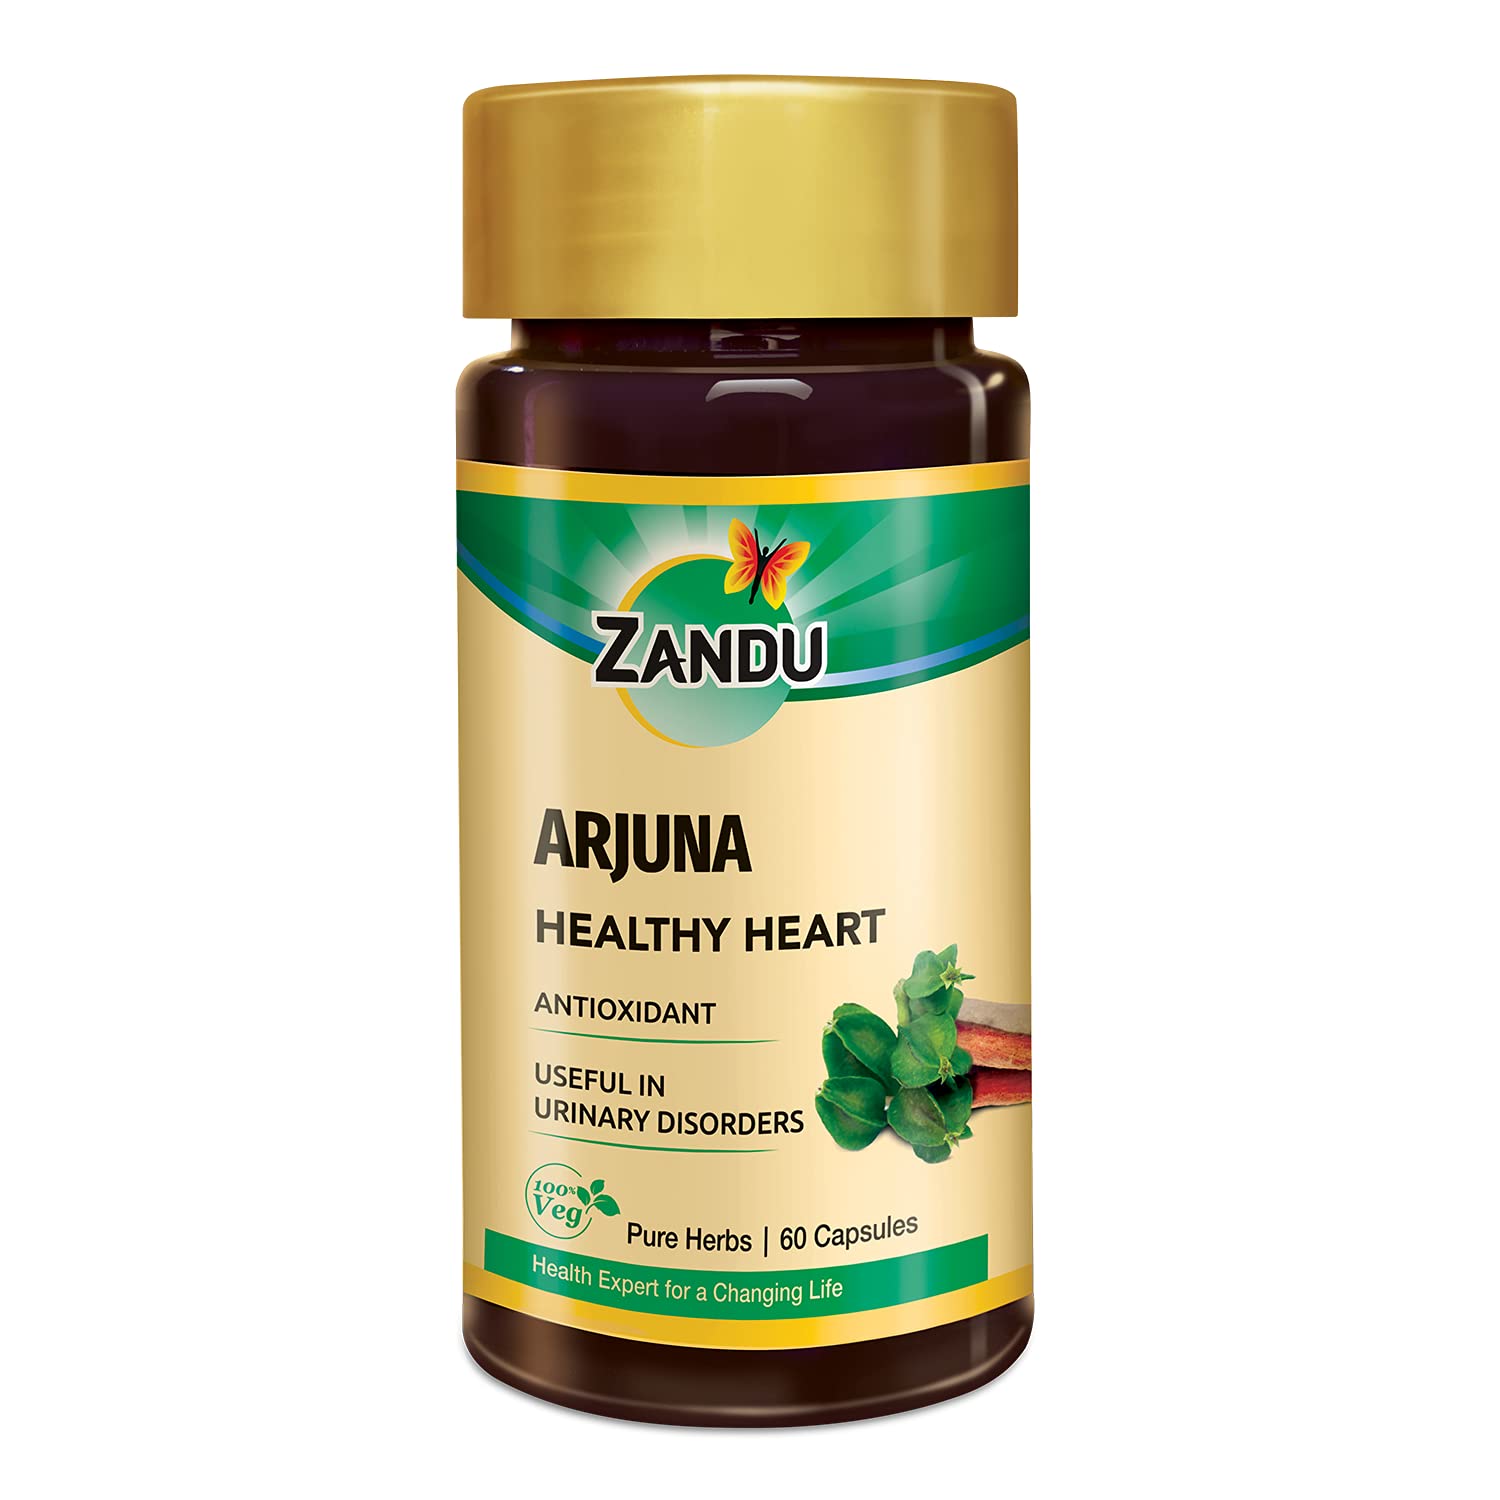 ZANDU
ARJUNA
HEALTHY HEART
ANTIOXIDANT
USEFUL IN
URINARY DISORDERS
100%
Veg
Pure Herbs | 60 Capsules
Health Expert for a Changing Life